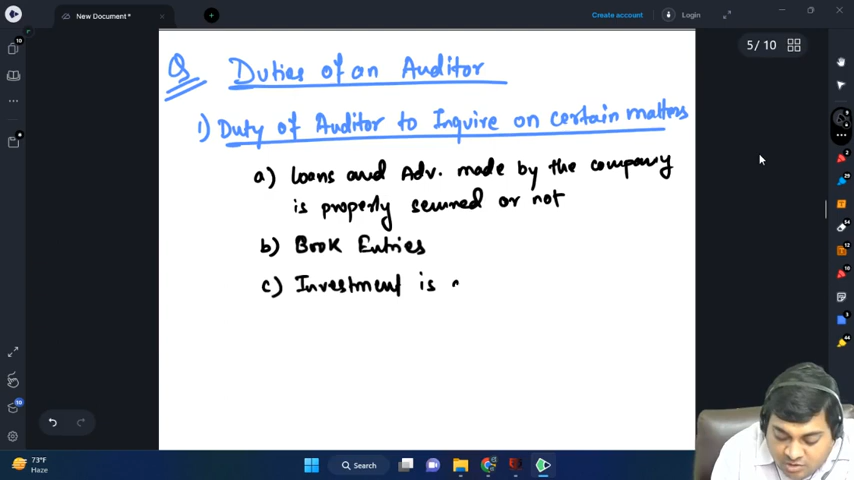 New Document*
Create account
Login
5/10
Q Duties of an Auditor
1) Duty of Auditor to Inquire on certain matters
a) Loans and Adv. made by the company
is properly secured or not
b) Book Entries
c) Investment is
73°F
Haze
Search